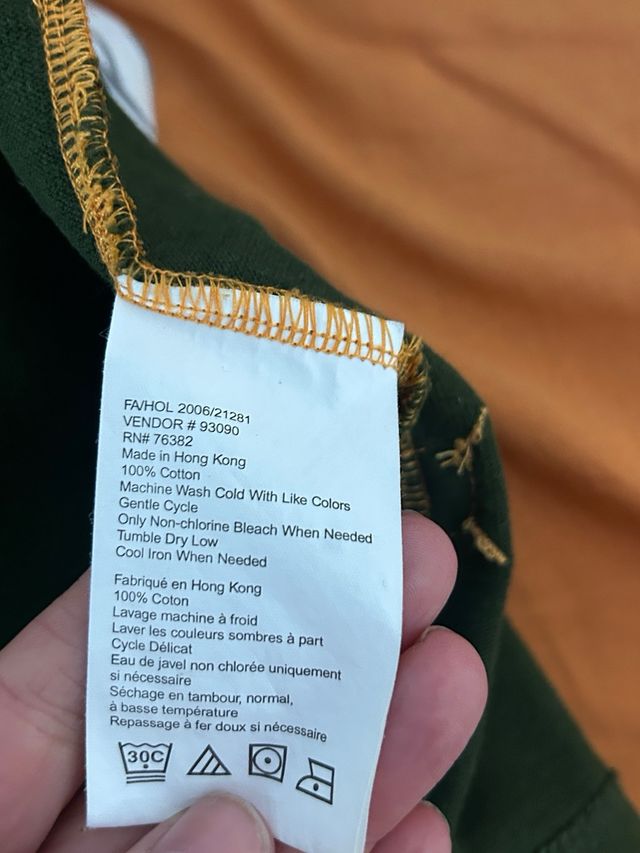 FA/HOL 2006/21281
VENDOR # 93090
RN# 76382
Made in Hong Kong
100% Cotton
Machine Wash Cold With Like Colors
Gentle Cycle
Only Non-chlorine Bleach When Needed
Tumble Dry Low
Cool Iron When Needed
Fabriqué en Hong Kong
100% Coton
Lavage machine à froid
Laver les couleurs sombres à part
Cycle Délicat
Eau de javel non chlorée uniquement
si nécessaire
Séchage en tambour, normal,
à basse température
Repassage à fer doux si nécessaire
30C